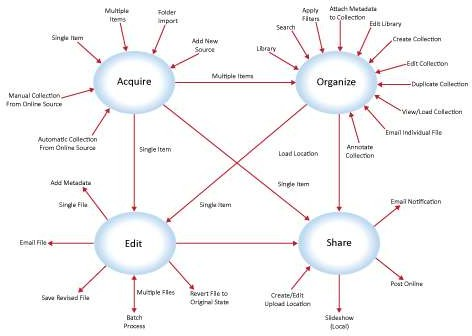 Multiple
Items
Folder
Import
Single Item
Add New
Source
Acquire
Manual Collection
From Online Source
Automatic Collection
From Online Source
Multiple Items
Apply
Filters
Attach Metadata
to Collection
Search
Edit Library
Library
Create Collection
Organize
Edit Collection
Duplicate Collection
View/Load Collection
Email Individual File
Annotate
Collection
Single Item
Load Location
Single Item
Single Item
Add Metadata
Single File
Edit
Email File
Save Revised File
Multiple Files
Batch
Process
Revert File to
Original State
Share
Email Notification
Post Online
Create/Edit
Upload Location
Slideshow
(Local)